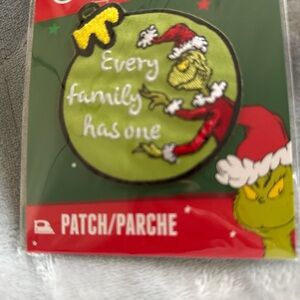 Every
family
has one
PATCH/PARCHE